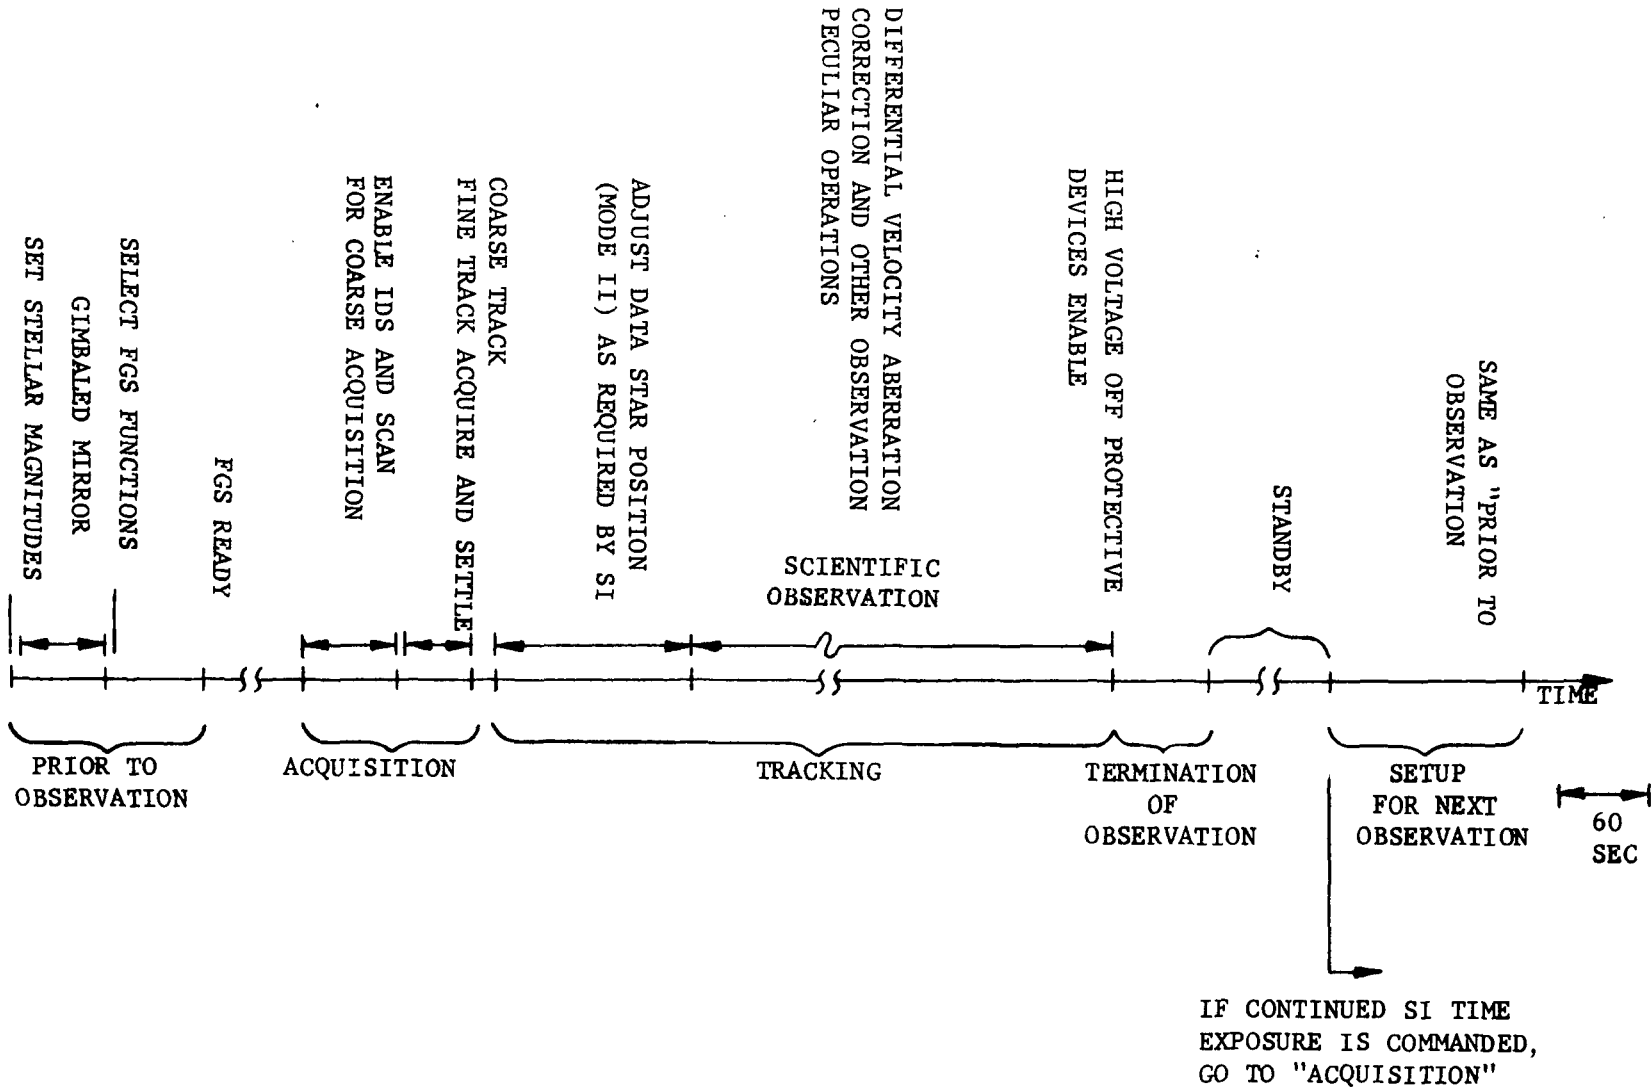 SET STELLAR MAGNITUDES
GIMBALED MIRROR
SELECT FGS FUNCTIONS
FGS READY
ENABLE IDS AND SCAN
FOR COARSE ACQUISITION
COARSE TRACK
FINE TRACK ACQUIRE AND SETTLE
ADJUST DATA STAR POSITION
(MODE II) AS REQUIRED BY SI
DIFFERENTIAL VELOCITY ABERRATION
CORRECTION AND OTHER OBSERVATION
PECULIAR OPERATIONS
SCIENTIFIC
OBSERVATION
HIGH VOLTAGE OFF PROTECTIVE
DEVICES ENABLE
STANDBY
SAME AS "PRIOR TO
OBSERVATION
TIME
PRIOR TO
OBSERVATION
ACQUISITION
TRACKING
TERMINATION
OF
OBSERVATION
SETUP
FOR NEXT
OBSERVATION
60
SEC
IF CONTINUED SI TIME
EXPOSURE IS COMMANDED,
GO TO "ACQUISITION"